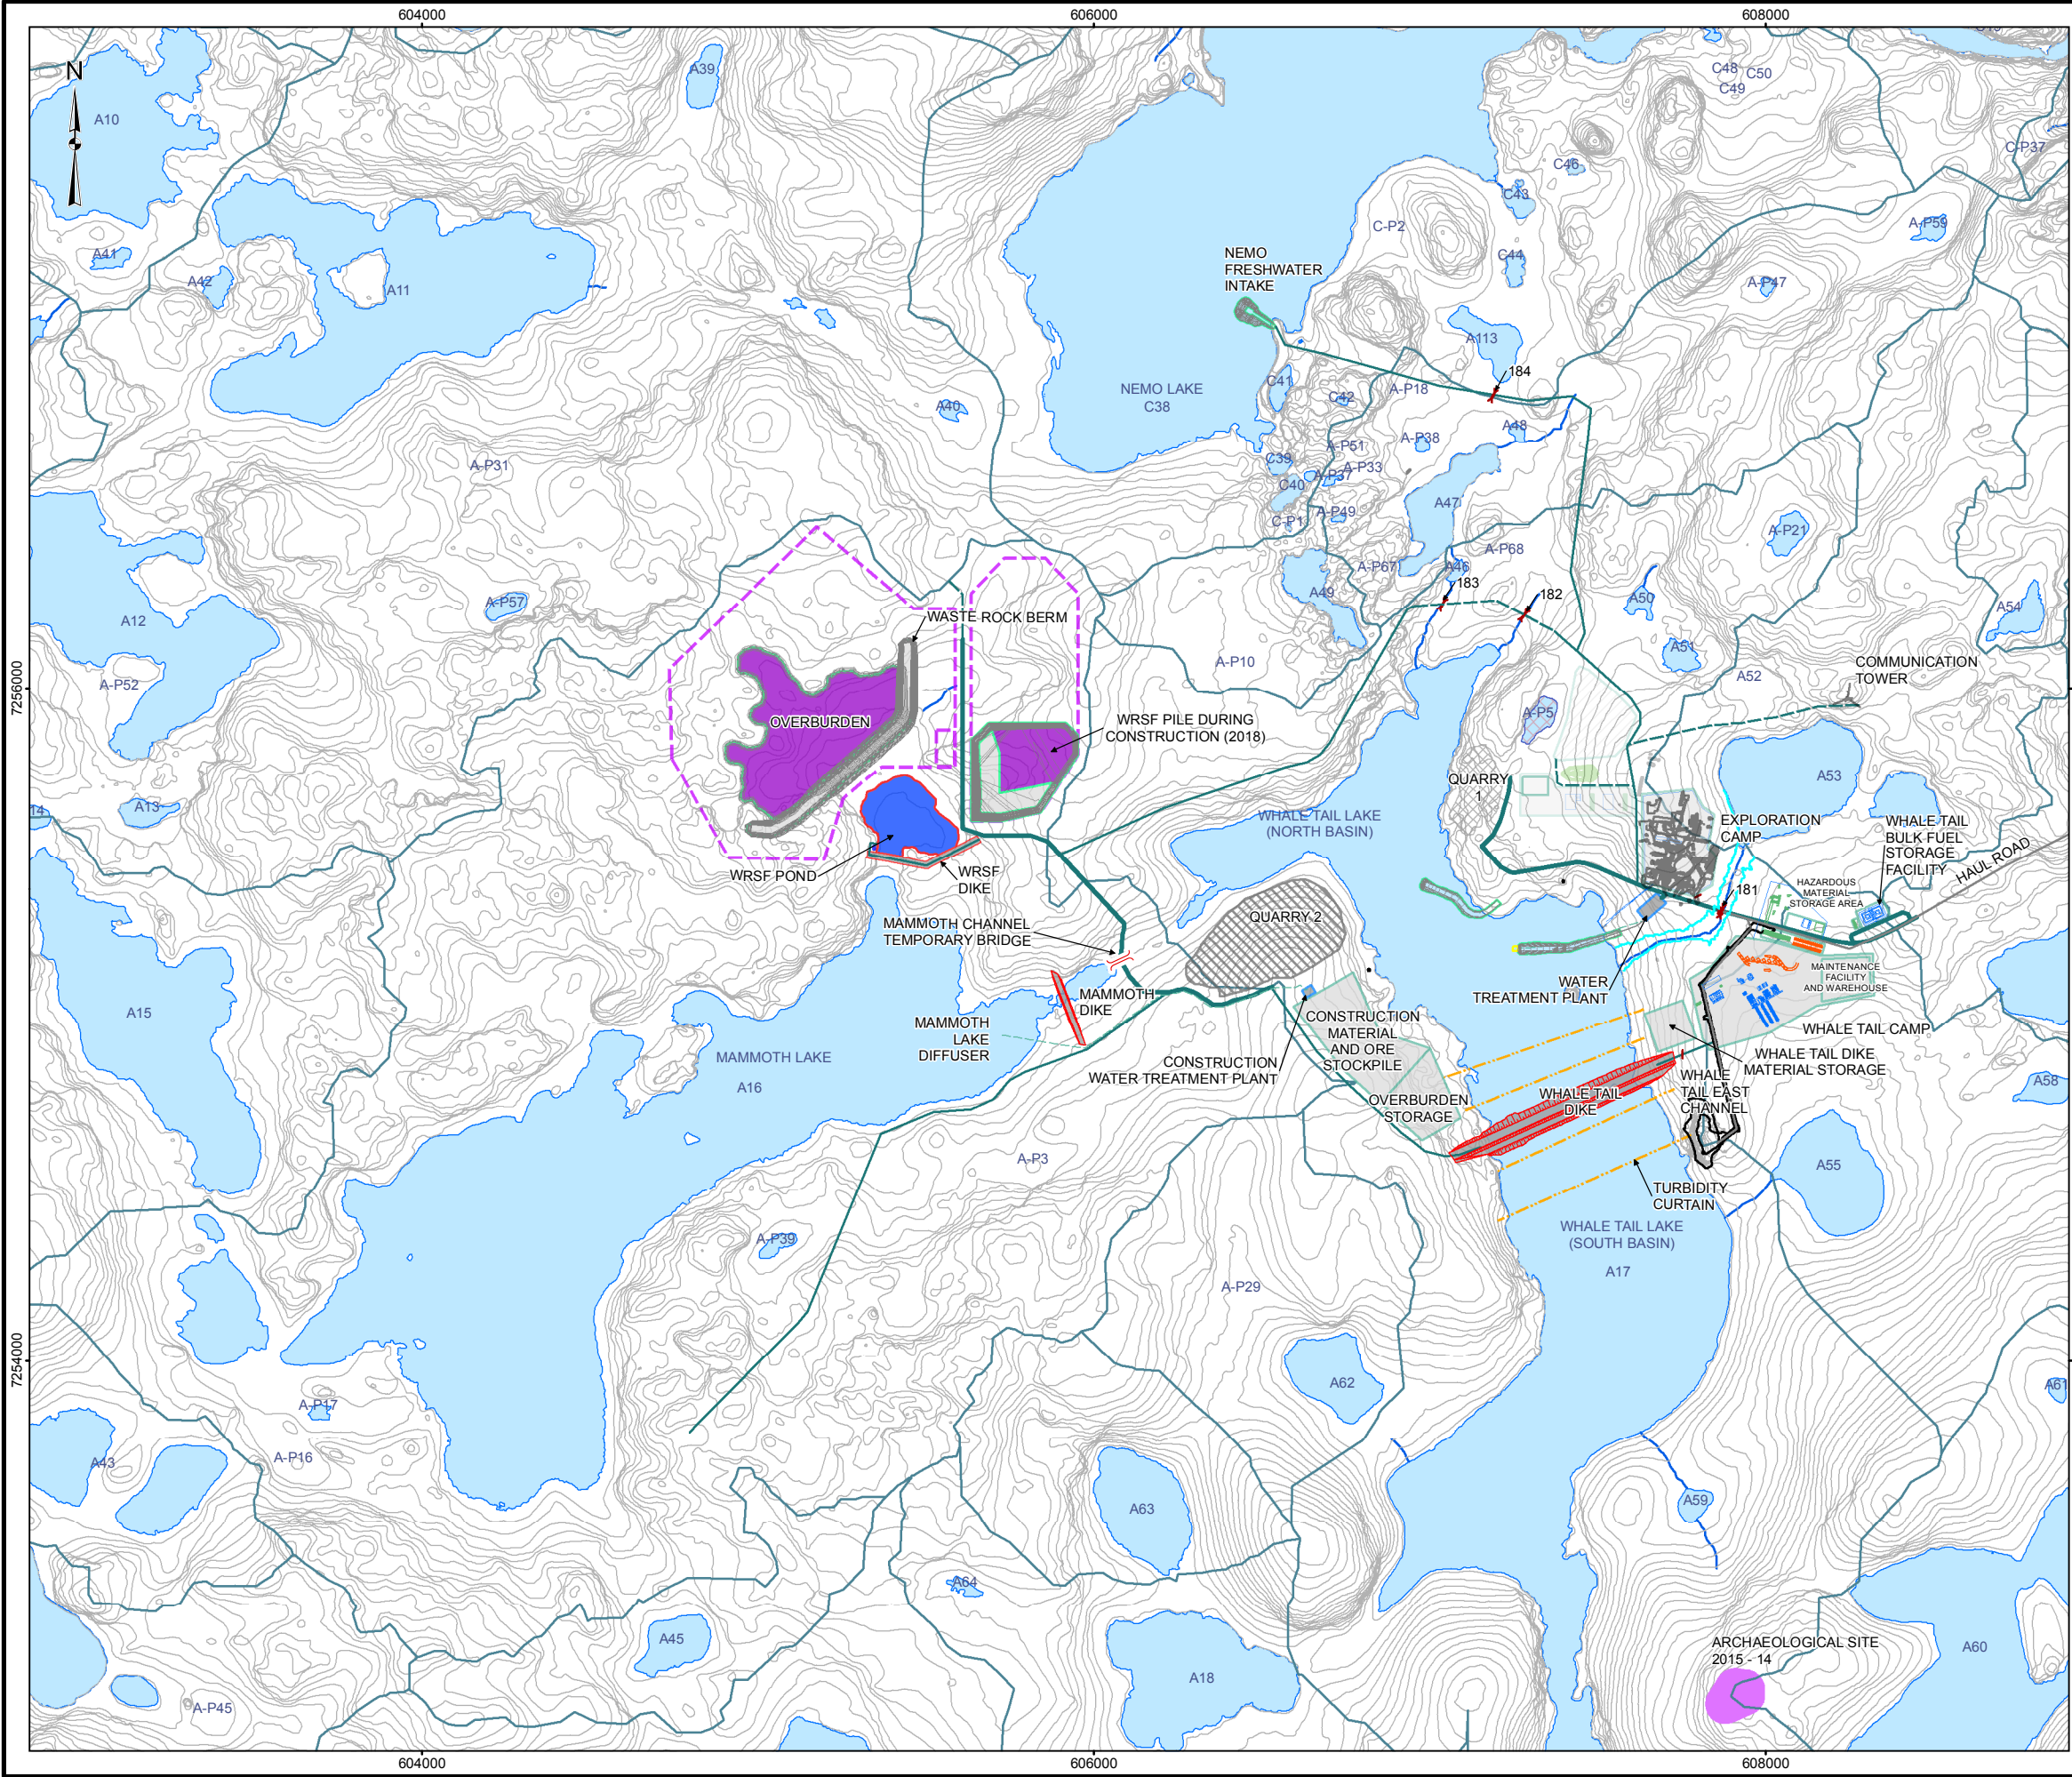 604000
606000
608000
N
A39
C48
C50
C49
A10
C-P37
C46
C43
A-P59
C-P2
A41
A42
A11
C44
A-P47
NEMO
FRESHWATER
INTAKE
A113
184
NEMO LAKE
C38
C41
C42
A-P18
A40
A48
A-P38
A-P51
A-P31
C39
A-P33
A-P37
C40
A47
C-P1
A-P49
A-P21
A-P68
A-P67
A46
183
182
A49
A-P57
A50
A54
A12
WASTE ROCK BERM
A51
A-P10
A52
COMMUNICATION
TOWER
A-P52
7256000
A-P5
OVERBURDEN
WRSF PILE DURING
CONSTRUCTION (2018)
A53
QUARRY
1
14
A13
WHALE TAIL LAKE
(NORTH BASIN)
EXPLORATION
CAMP
WHALE TAIL
BULK FUEL
STORAGE
FACILITY
HAUL ROAD
WRSF POND
WRSF
DIKE
HAZARDOUS
MATERIAL
STORAGE AREA
181
QUARRY 2
MAMMOTH CHANNEL
TEMPORARY BRIDGE
A15
WATER
TREATMENT PLANT
MAINTENANCE
FACILITY
AND WAREHOUSE
MAMMOTH
DIKE
MAMMOTH
LAKE
DIFFUSER
CONSTRUCTION
MATERIAL
AND ORE
STOCKPILE
WHALE TAIL CAMP
MAMMOTH LAKE
A16
CONSTRUCTION
WATER TREATMENT PLANT
WHALE TAIL DIKE
MATERIAL STORAGE
WHALE
TAIL EAST
CHANNEL
A58
OVERBURDEN
STORAGE
WHALE TAIL
DIKE
A-P3
A55
TURBIDITY
CURTAIN
A-P39
WHALE TAIL LAKE
(SOUTH BASIN)
A17
A-P29
7254000
A62
A61
A-P17
A-P16
A43
A63
A59
A64
A45
A18
ARCHAEOLOGICAL SITE
2015 - 14
A60
A-P45
604000
606000
608000